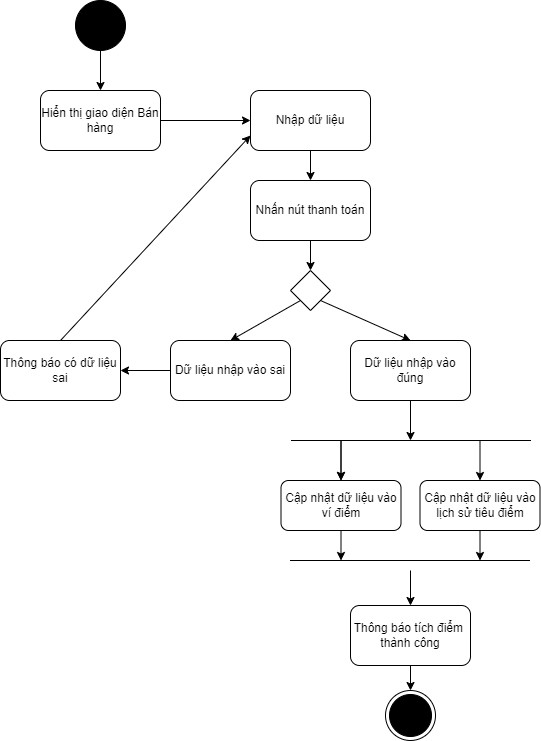 Hiển thị giao diện Bán
hàng
Nhập dữ liệu
Nhấn nút thanh toán
Thông báo có dữ liệu
sai
Dữ liệu nhập vào sai
Dữ liệu nhập vào
đúng
Cập nhật dữ liệu vào
ví điểm
Cập nhật dữ liệu vào
lịch sử tiêu điểm
Thông báo tích điểm
thành công